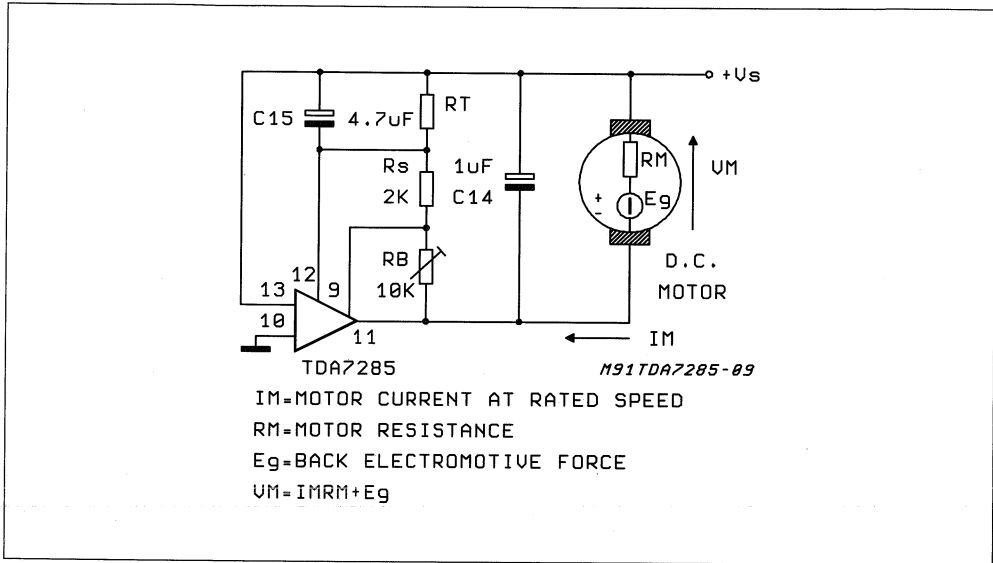 +Vs
C15
4.7uF
RT
Rs
2K
1uF
C14
RM
Eg
+
-
VM
RB
10K
12
9
13
10
11
D.C.
MOTOR
IM
TDA7285
M91TDA7285-09
IM=MOTOR CURRENT AT RATED SPEED
RM=MOTOR RESISTANCE
Eg=BACK ELECTROMOTIVE FORCE
VM=IMRM+Eg